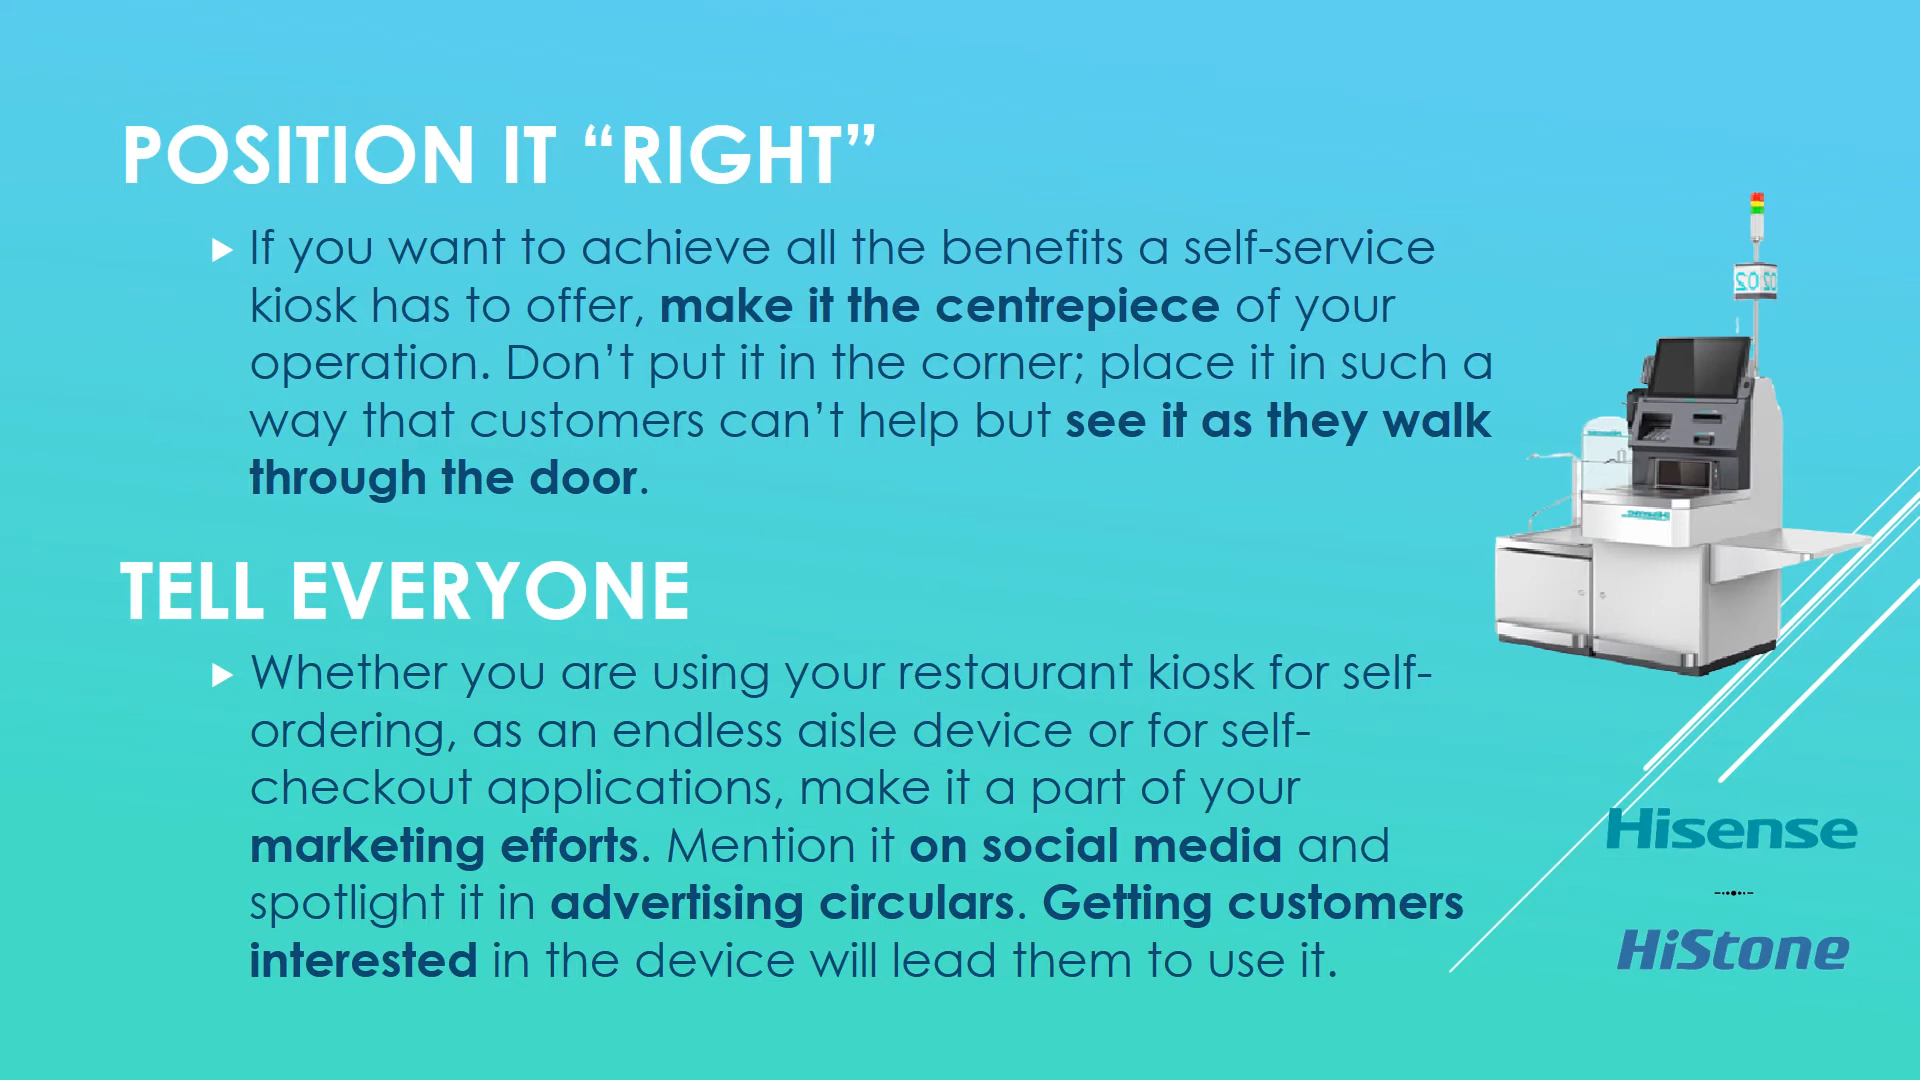 POSITION IT “RIGHT”
If you want to achieve all the benefits a self-service
kiosk has to offer, make it the centrepiece of your
operation. Don’t put it in the corner; place it in such a
way that customers can’t help but see it as they walk
through the door.
TELL EVERYONE
Whether you are using your restaurant kiosk for self-
ordering, as an endless aisle device or for self-
checkout applications, make it a part of your
marketing efforts. Mention it on social media and
spotlight it in advertising circulars. Getting customers
interested in the device will lead them to use it.
Hisense
HiStone